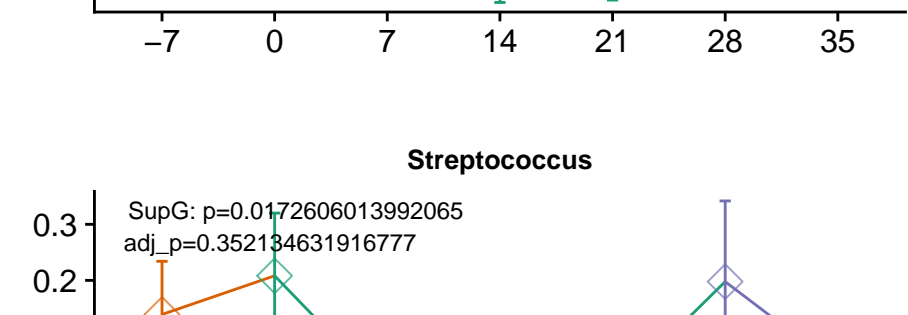 −7 0 7 14 21 28 35
Streptococcus
SupG: p=0.0172606013992065
0.3
adj_p=0.352134631916777
0.2